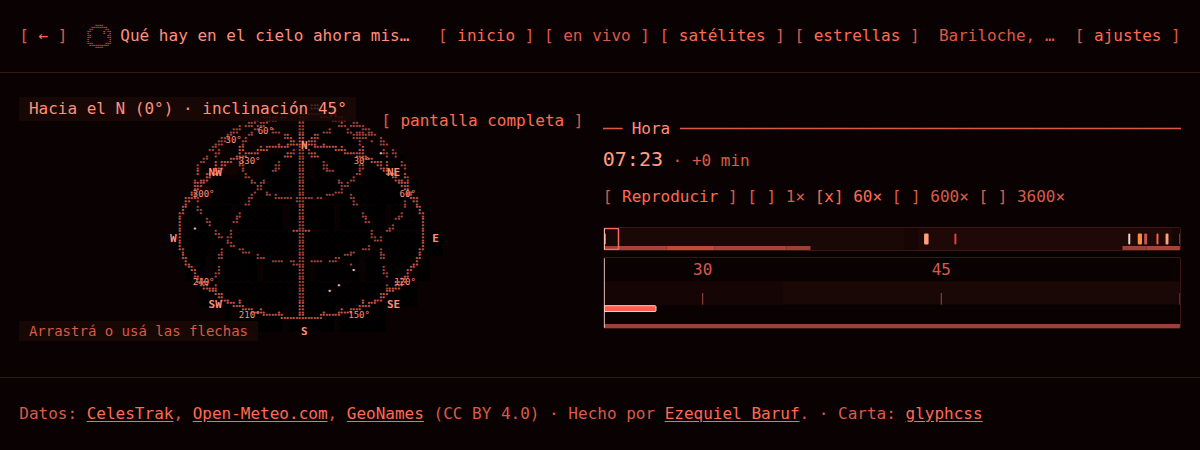 [ ← ] Qué hay en el cielo ahora mis… [ inicio ] [ en vivo ] [ satélites ] [ estrellas ] Bariloche, … [ ajustes ]
Hacia el N (0°) · inclinación 45°
[ pantalla completa ]
60°
30°
N
330°
30°
NW
NE
300°
60°
W
E
240°
120°
SW
SE
210°
150°
S
Arrastrá o usá las flechas
Hora
07:23 · +0 min
[ Reproducir ] [ ] 1× [x] 60× [ ] 600× [ ] 3600×
30 45
Datos: CelesTrak, Open-Meteo.com, GeoNames (CC BY 4.0) · Hecho por Ezequiel Baruf. · Carta: glyphcss